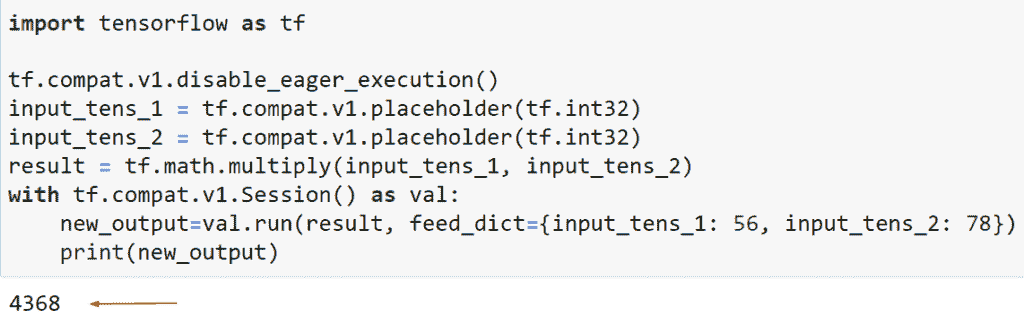 import tensorflow as tf
tf.compat.v1.disable_eager_execution()
input_tens_1 = tf.compat.v1.placeholder(tf.int32)
input_tens_2 = tf.compat.v1.placeholder(tf.int32)
result = tf.math.multiply(input_tens_1, input_tens_2)
with tf.compat.v1.Session() as val:
    new_output=val.run(result, feed_dict={input_tens_1: 56, input_tens_2: 78})
    print(new_output)
4368